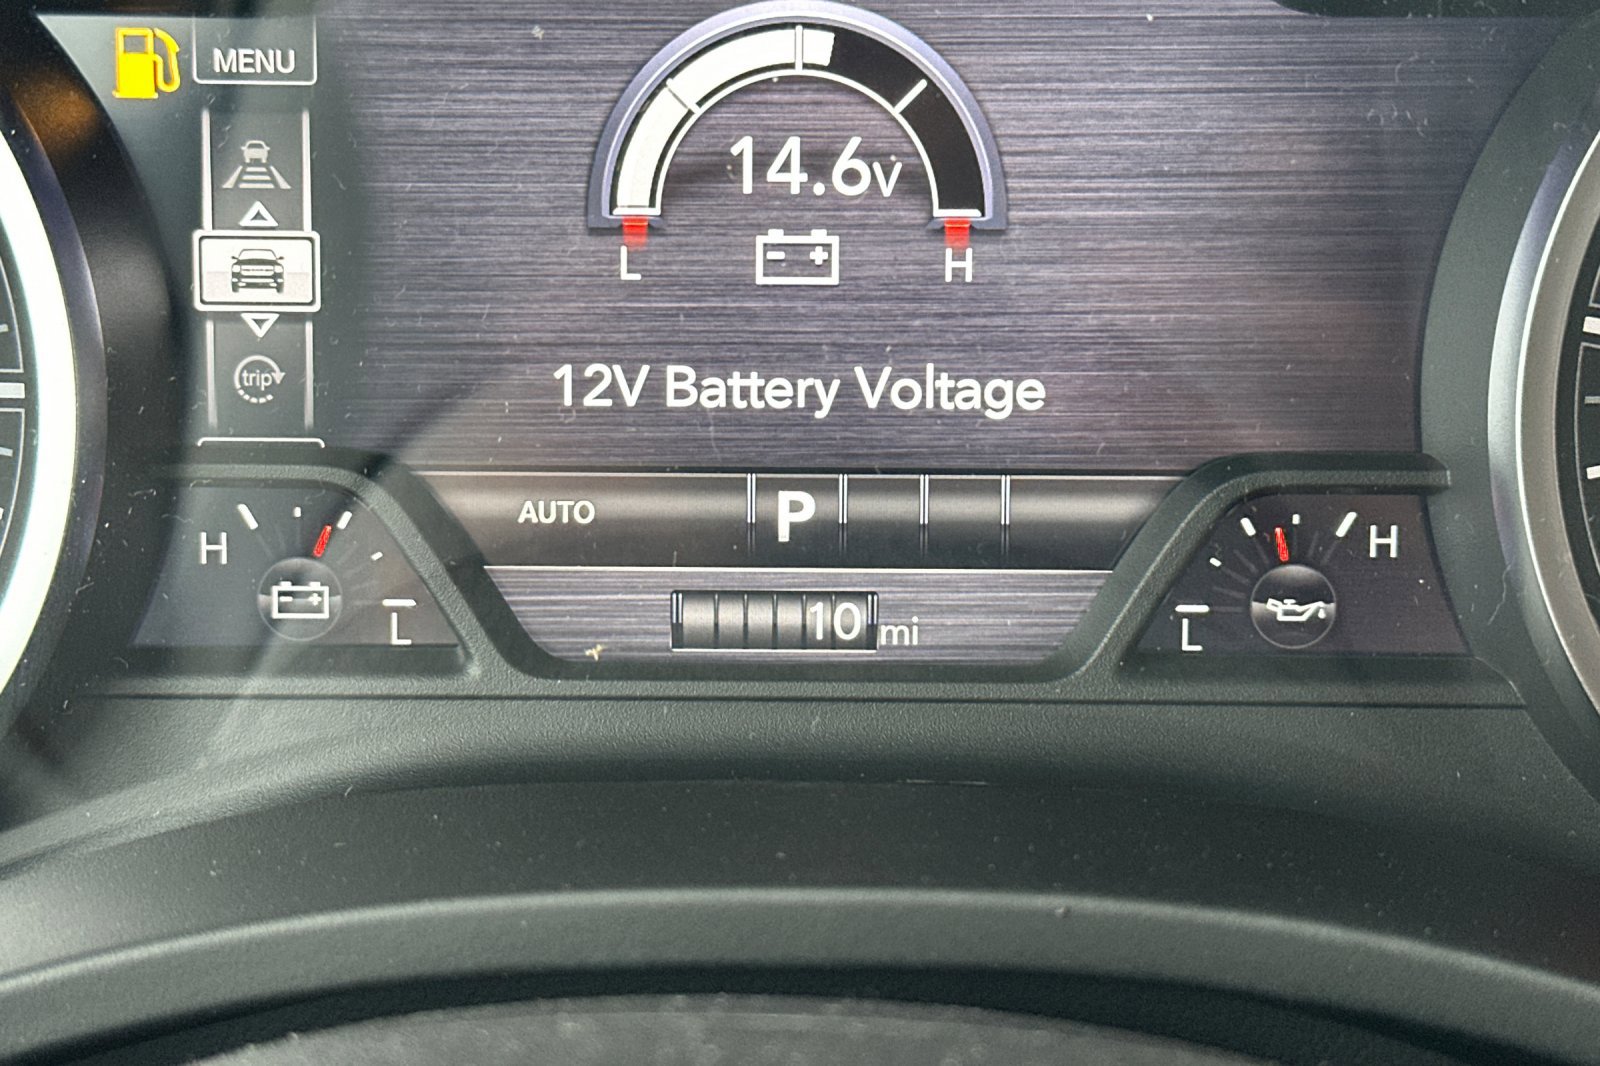 MENU
14.6V
L
H
trip
12V Battery Voltage
AUTO
P
H
L
10 mi
H
L